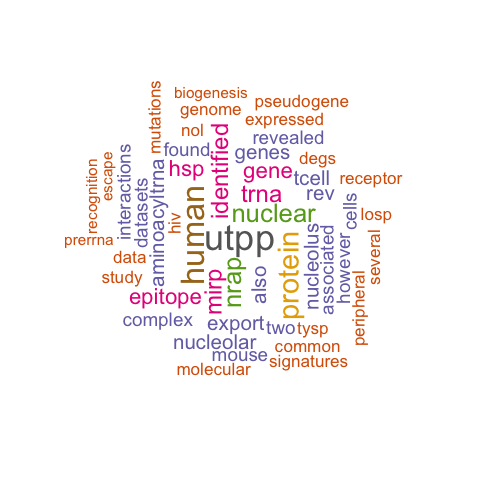 biogenesis
genome
pseudogene
mutations
nol
expressed
identified
found
revealed
genes
interactions
hsp
gene
degs
recognition
escape
datasets
aminoacyltrna
trna
tcell
receptor
hiv
human
nuclear
rev
cells
losp
prerrna
utpp
data
protein
nucleolus
associated
however
several
study
nrap
also
epitope
mirp
peripheral
complex
export
two
tysp
nucleolar
mouse
common
molecular
signatures